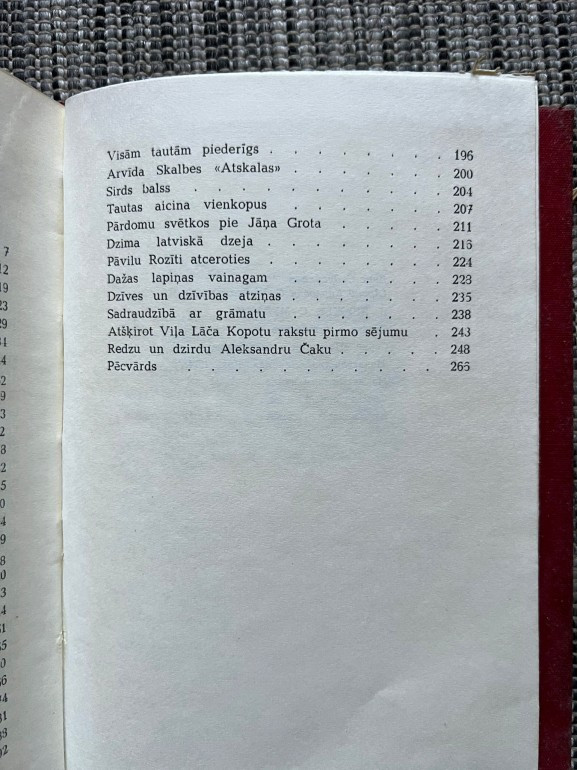 Visām tautām piederīgs . . . . . . . 196
Arvīda Skalbes «Atskalas» . . . . . . 200
Sirds balss . . . . . . . . . . . 204
Tautas aicina vienkopus . . . . . . . 207
Pārdomu svētkos pie Jāņa Grota . . . . . 211
Dzima latviskā dzeja . . . . . . . . 216
Pāvilu Rozīti atceroties . . . . . . . 224
Dažas lapiņas vainagam . . . . . . . 228
Dzīves un dzīvības atziņas . . . . . . 235
Sadraudzībā ar grāmatu . . . . . . 238
Atšķirot Viļa Lāča Kopotu rakstu pirmo sējumu . 243
Redzu un dzirdu Aleksandru Čaku . . . . . 248
Pēcvārds . . . . . . . . . . . 265